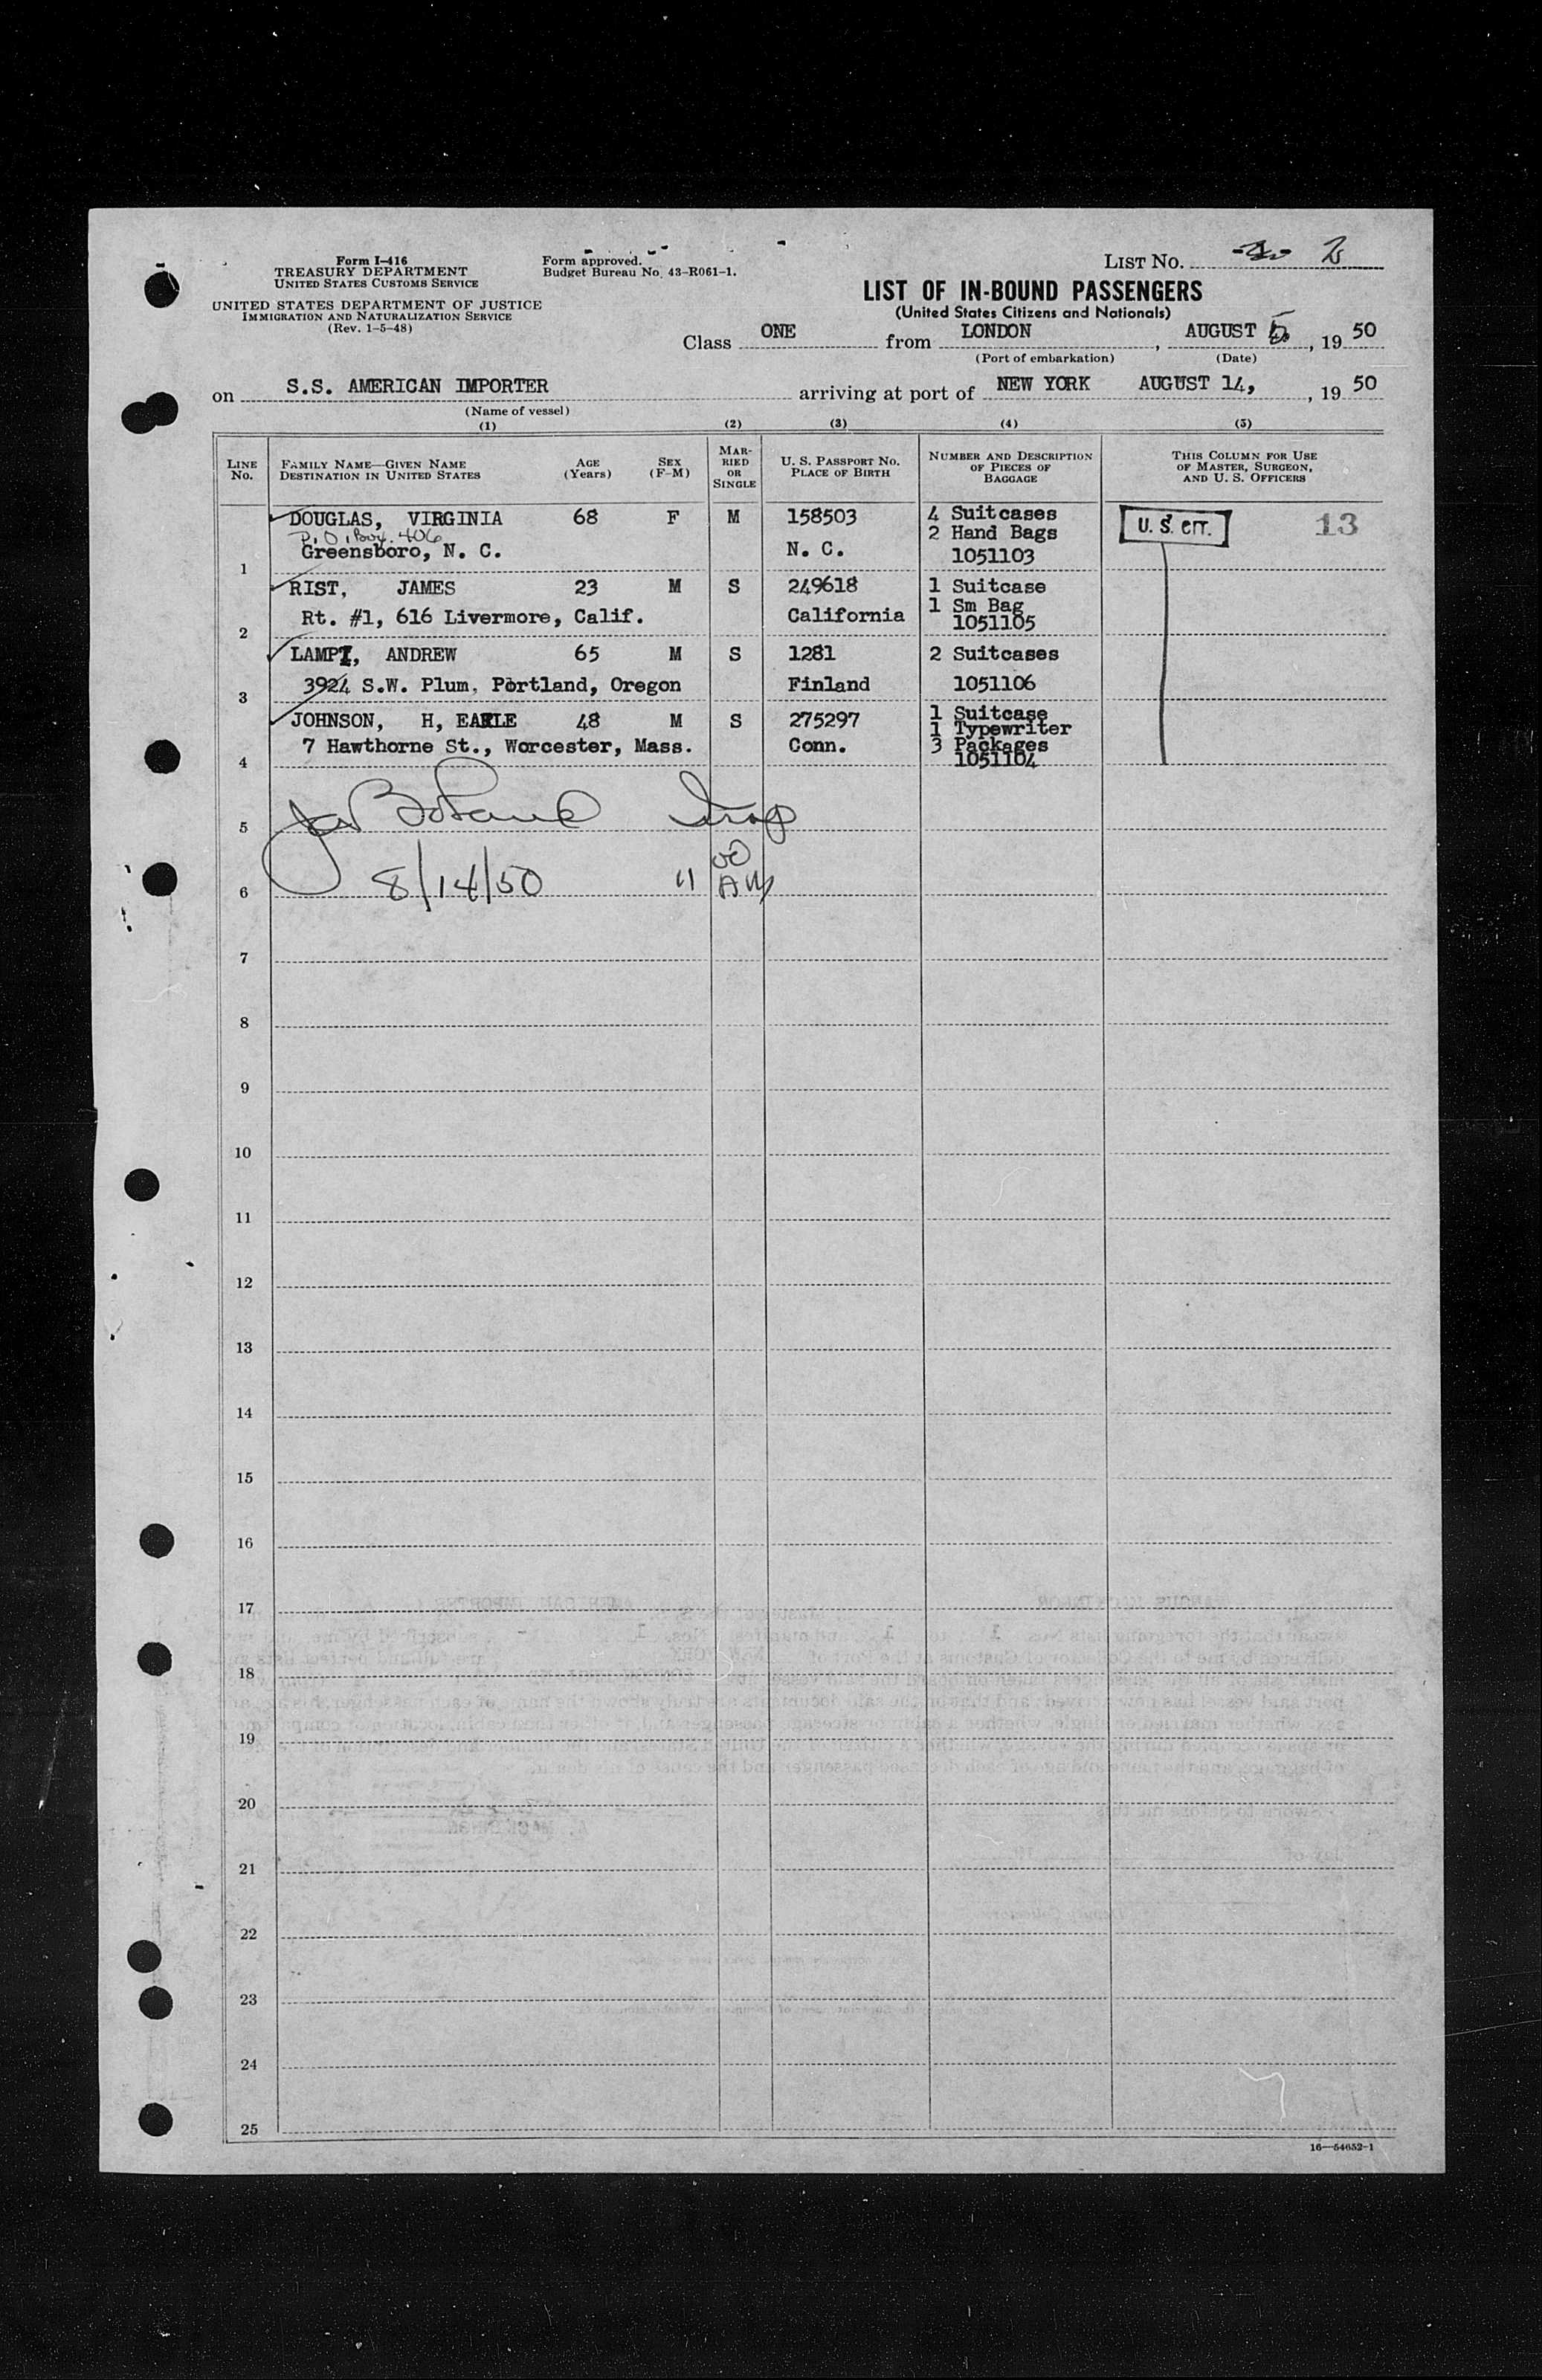 Form I-416
TREASURY DEPARTMENT
UNITED STATES CUSTOMS SERVICE
UNITED STATES DEPARTMENT OF JUSTICE
IMMIGRATION AND NATURALIZATION SERVICE
(Rev. 1-5-48)
Form approved.
Budget Bureau No. 43-R061-1.
LIST NO. 2
LIST OF IN-BOUND PASSENGERS
(United States Citizens and Nationals)
Class ONE from LONDON, AUGUST 5, 1950
(Port of embarkation) (Date)
on S.S. AMERICAN IMPORTER arriving at port of NEW YORK AUGUST 14, , 1950
(Name of vessel)
(1) (2) (3) (4) (5)
LINE No.
FAMILY NAME—GIVEN NAME
DESTINATION IN UNITED STATES
AGE
(Years)
SEX
(F-M)
MAR-
RIED
OR
SINGLE
U. S. PASSPORT NO.
PLACE OF BIRTH
NUMBER AND DESCRIPTION
OF PIECES OF
BAGGAGE
THIS COLUMN FOR USE
OF MASTER, SURGEON,
AND U. S. OFFICERS
DOUGLAS, VIRGINIA 68 F M 158503 4 Suitcases U. S. CIT. 13
P.O. Box. 406 2 Hand Bags
Greensboro, N. C. N. C. 1051103
1
RIST, JAMES 23 M S 249618 1 Suitcase
Rt. #1, 616 Livermore, Calif. California 1 Sm Bag
1051105
2
LAMPI, ANDREW 65 M S 1281 2 Suitcases
3924 S.W. Plum, Portland, Oregon Finland 1051106
3
JOHNSON, H, EARLE 48 M S 275297 1 Suitcase
1 Typewriter
7 Hawthorne St., Worcester, Mass. Conn. 3 Packages
1051104
4
5
8/14/50 11 00 AM
6
7
8
9
10
11
12
13
14
15
16
17
18
19
20
21
22
23
24
25
16—54652-1